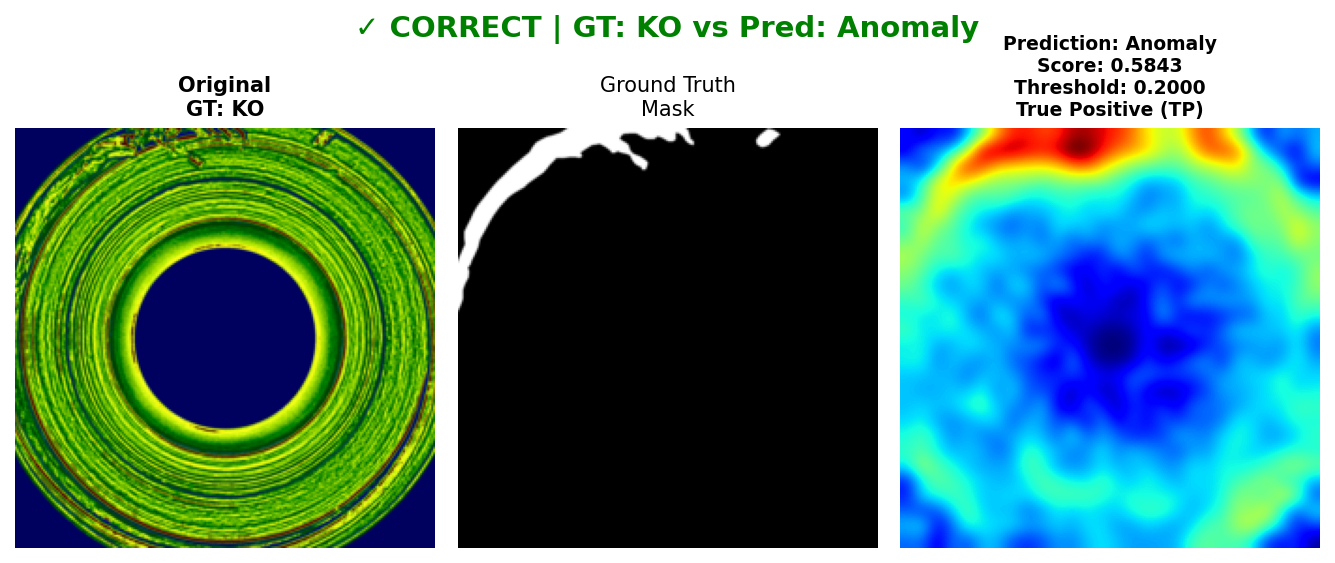 ✓ CORRECT | GT: KO vs Pred: Anomaly
Original
GT: KO
Ground Truth
Mask
Prediction: Anomaly
Score: 0.5843
Threshold: 0.2000
True Positive (TP)